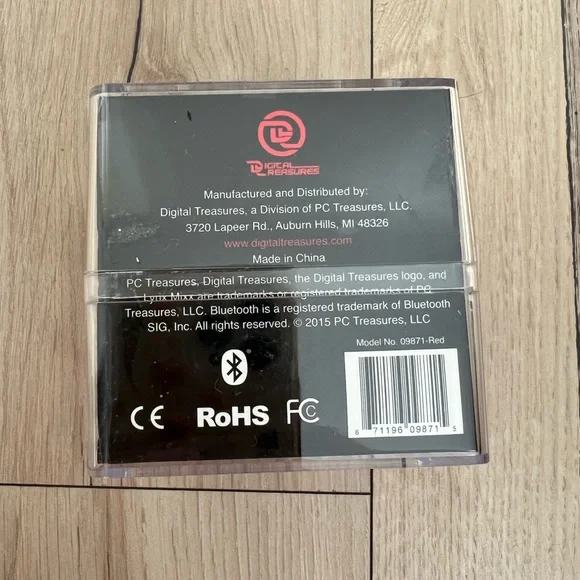 DIGITAL
TREASURES
Manufactured and Distributed by:
Digital Treasures, a Division of PC Treasures, LLC.
3720 Lapeer Rd., Auburn Hills, MI 48326
www.digitaltreasures.com
Made in China
PC Treasures, Digital Treasures, the Digital Treasures logo, and
Lynx Mixx are trademarks or registered trademarks of PC
Treasures, LLC. Bluetooth is a registered trademark of Bluetooth
SIG, Inc. All rights reserved. © 2015 PC Treasures, LLC
Model No. 09871-Red
CE RoHS FC
6 71196 09871 5